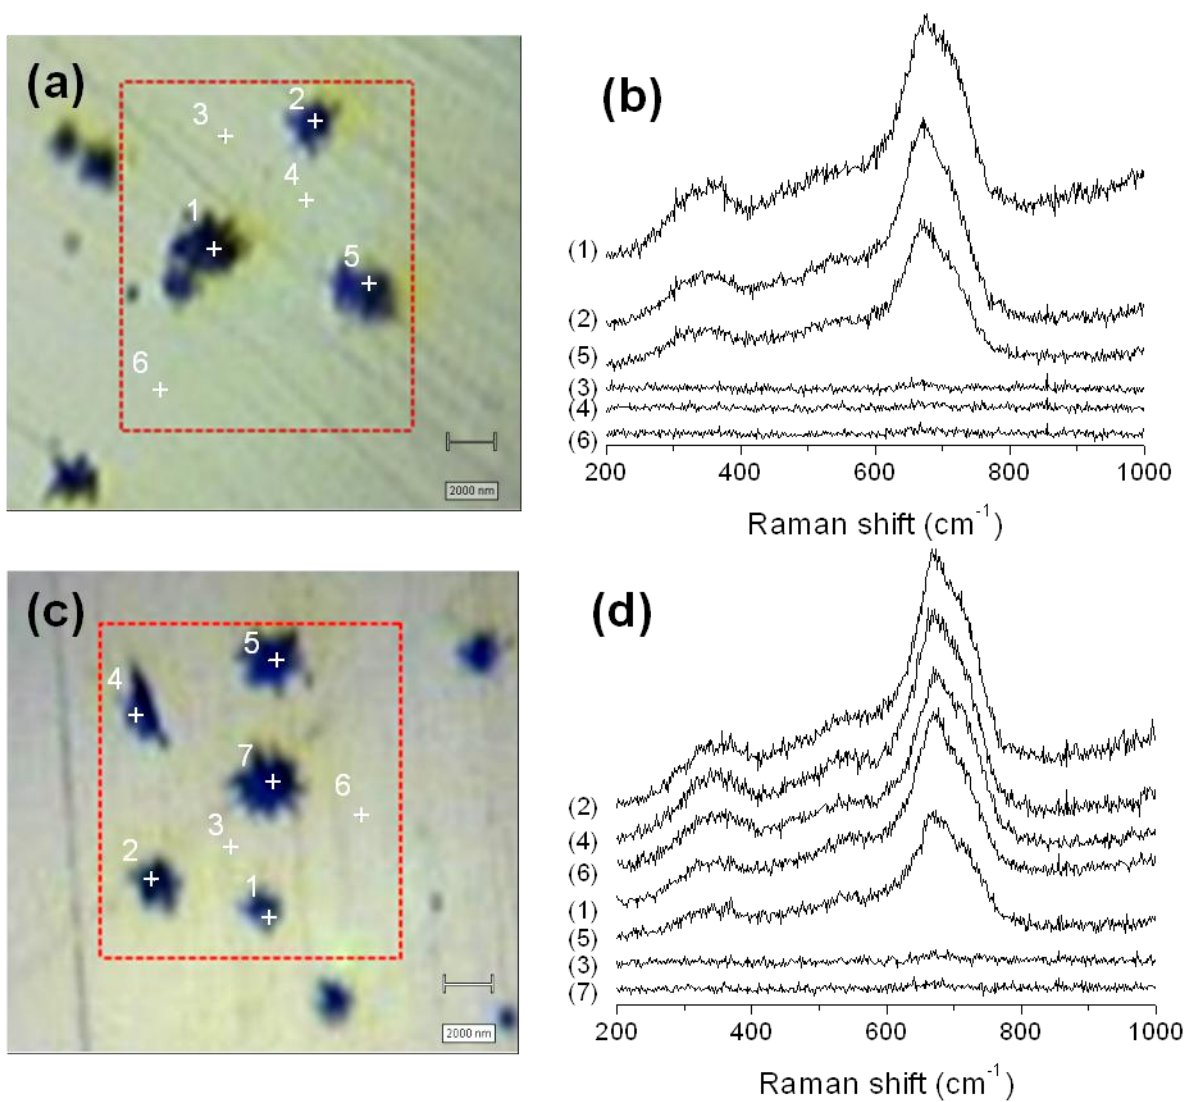 (a)
3
2
4
1
5
6
2000 nm
(b)
(1)
(2)
(5)
(3)
(4)
(6)
200 400 600 800 1000
Raman shift (cm-1)
(c)
5
4
7
6
3
2
1
2000 nm
(d)
(2)
(4)
(6)
(1)
(5)
(3)
(7)
200 400 600 800 1000
Raman shift (cm-1)